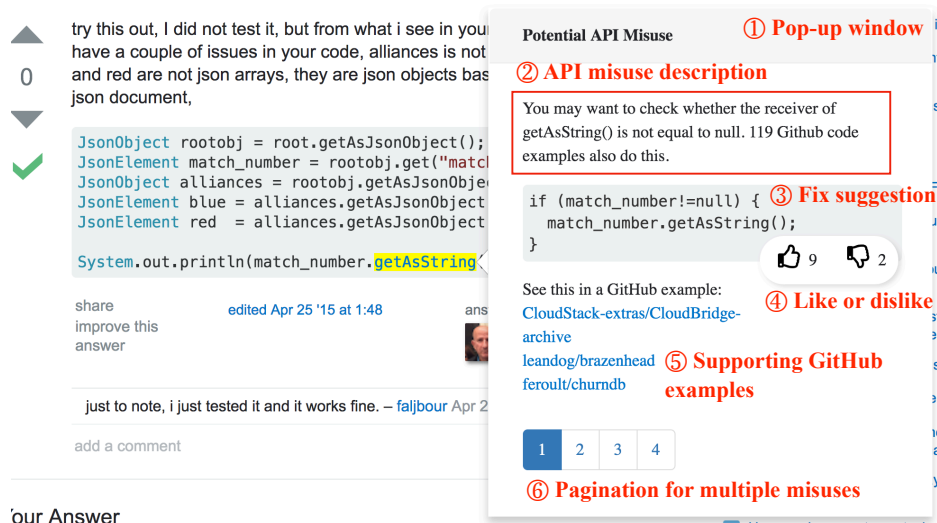 try this out, I did not test it, but from what i see in your
have a couple of issues in your code, alliances is not
and red are not json arrays, they are json objects bas
json document,
0
JsonObject rootobj = root.getAsJsonObject();
JsonElement match_number = rootobj.get("matc
JsonObject alliances = rootobj.getAsJsonObje
JsonElement blue = alliances.getAsJsonObject
JsonElement red = alliances.getAsJsonObject
System.out.println(match_number.getAsString
share
improve this
answer
edited Apr 25 '15 at 1:48
ans
just to note, i just tested it and it works fine. – faljbour Apr 2
add a comment
Your Answer
Potential API Misuse
① Pop-up window
② API misuse description
You may want to check whether the receiver of
getAsString() is not equal to null. 119 Github code
examples also do this.
③ Fix suggestion
if (match_number!=null) {
match_number.getAsString();
}
9
2
④ Like or dislike
See this in a GitHub example:
CloudStack-extras/CloudBridge-
archive
leandog/brazenhead
feroult/churndb
⑤ Supporting GitHub
examples
1 2 3 4
⑥ Pagination for multiple misuses